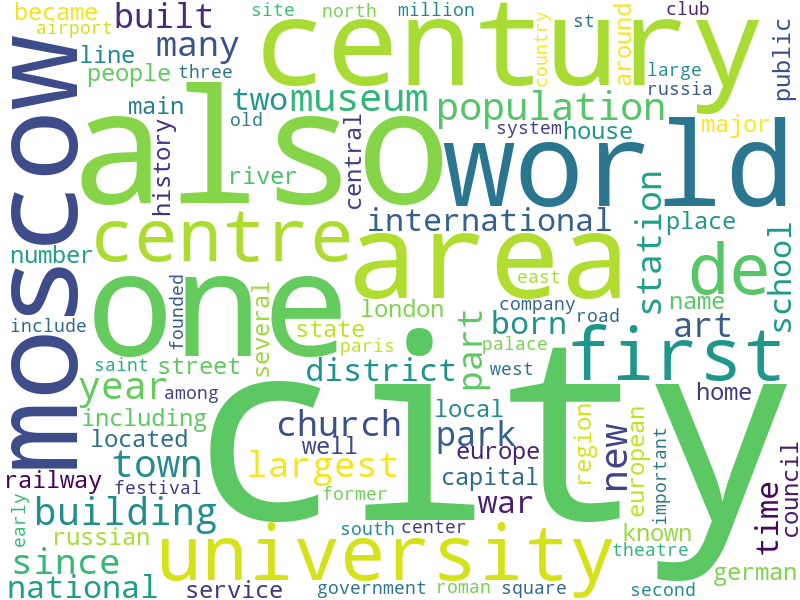 became
site
north
million
club
airport
built
century
st
country
around
public
line
many
people
three
large
russia
moscow
main
two
museum
population
old
also
system
house
major
world
history
central
river
place
international
station
centre
area
de
school
number
east
name
founded
several
london
company
road
include
one
state
born
art
paris
part
palace
first
saint
street
district
west
year
among
home
city
including
church
local
located
well
park
europe
region
european
important
new
town
largest
capital
railway
festival
former
war
time
council
early
building
south
center
known
russian
theatre
since
university
german
national
service
government
roman
square
second